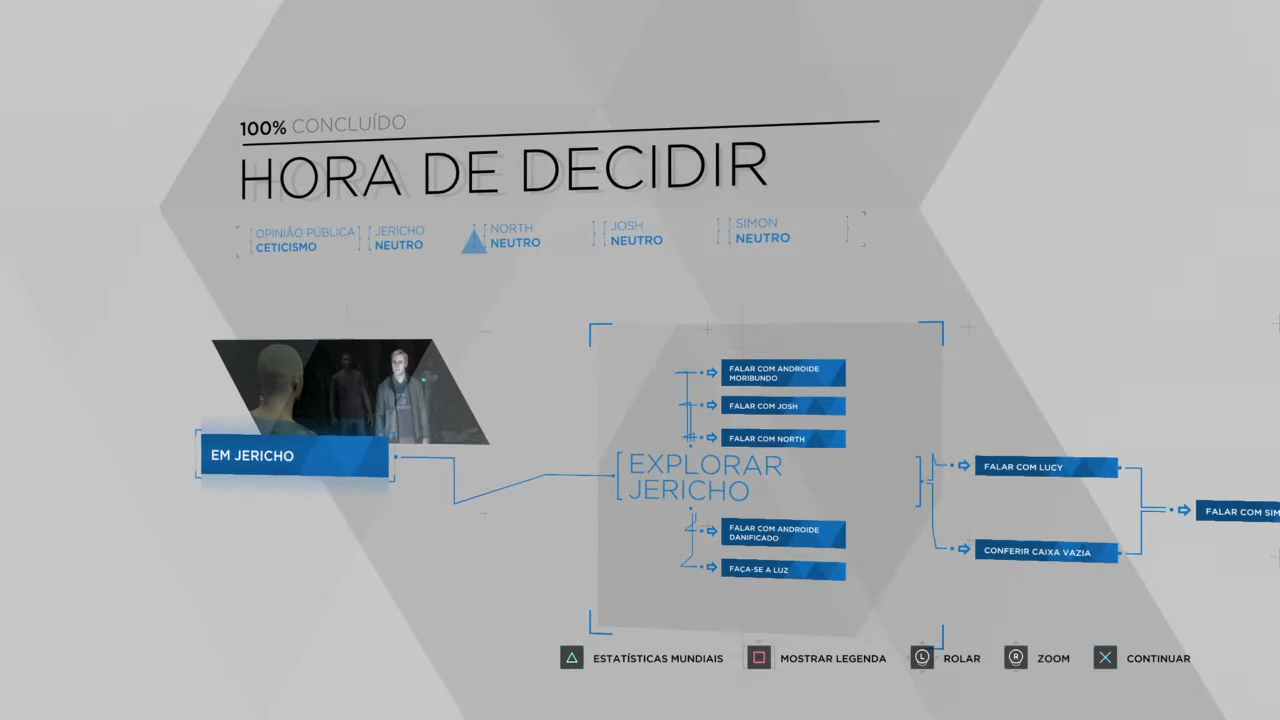 100% CONCLUÍDO
HORA DE DECIDIR
OPINIÃO PÚBLICA
CETICISMO
JERICHO
NEUTRO
NORTH
NEUTRO
JOSH
NEUTRO
SIMON
NEUTRO
EM JERICHO
FALAR COM ANDROIDE
MORIBUNDO
FALAR COM JOSH
FALAR COM NORTH
EXPLORAR
JERICHO
FALAR COM ANDROIDE
DANIFICADO
FAÇA-SE A LUZ
FALAR COM LUCY
CONFERIR CAIXA VAZIA
FALAR COM SIM
ESTATÍSTICAS MUNDIAIS
MOSTRAR LEGENDA
L ROLAR
R ZOOM
CONTINUAR